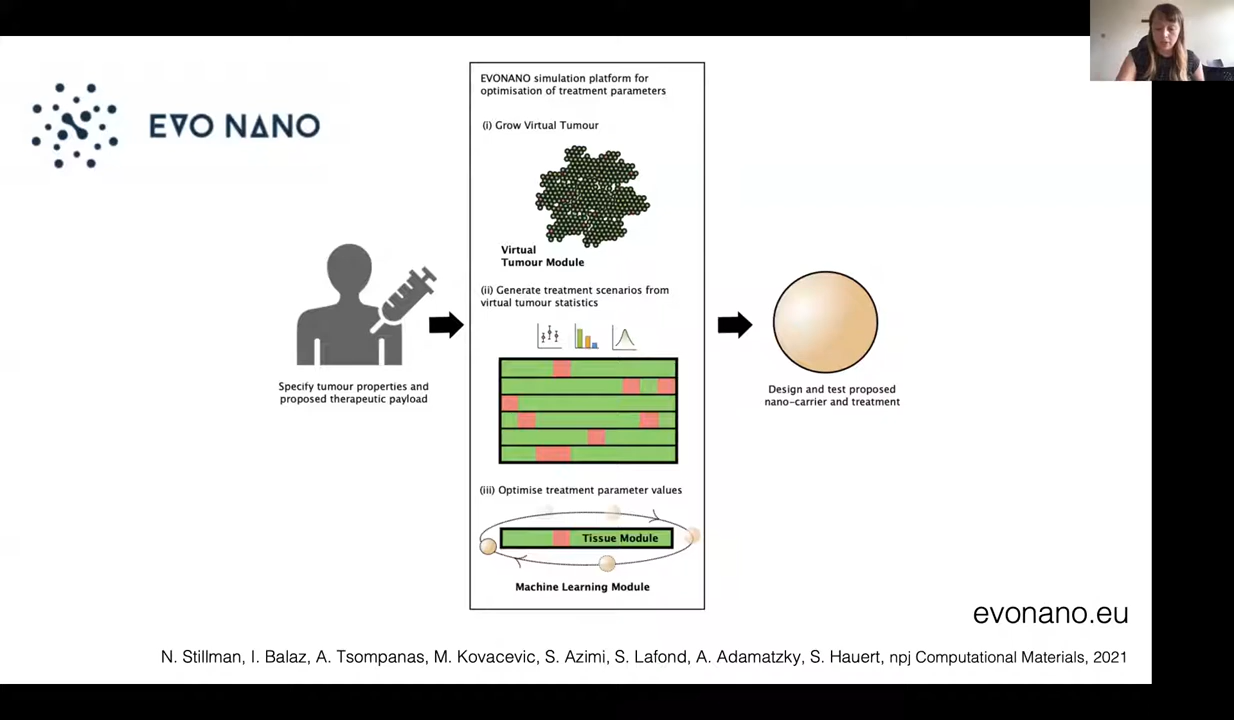 EVO NANO
EVONANO simulation platform for
optimisation of treatment parameters
(i) Grow Virtual Tumour
Virtual
Tumour Module
(ii) Generate treatment scenarios from
virtual tumour statistics
Specify tumour properties and
proposed therapeutic payload
Design and test proposed
nano-carrier and treatment
(iii) Optimise treatment parameter values
Tissue Module
Machine Learning Module
evonano.eu
N. Stillman, I. Balaz, A. Tsompanas, M. Kovacevic, S. Azimi, S. Lafond, A. Adamatzky, S. Hauert, npj Computational Materials, 2021